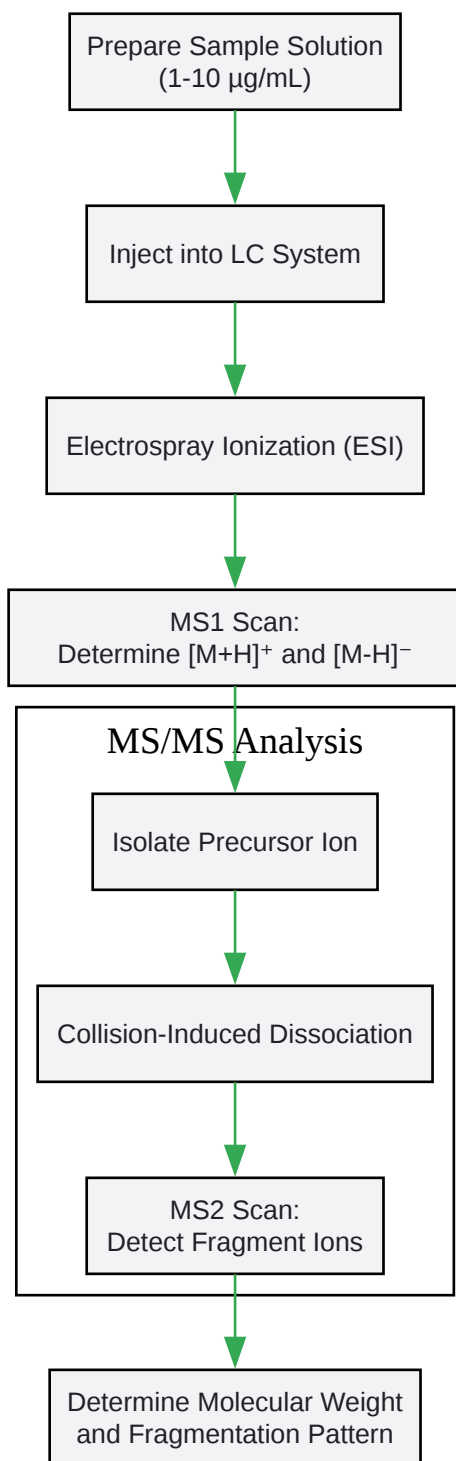 Prepare Sample Solution
(1-10 µg/mL)
Inject into LC System
Electrospray Ionization (ESI)
MS1 Scan:
Determine [M+H]⁺ and [M-H]⁻
MS/MS Analysis
Isolate Precursor Ion
Collision-Induced Dissociation
MS2 Scan:
Detect Fragment Ions
Determine Molecular Weight
and Fragmentation Pattern